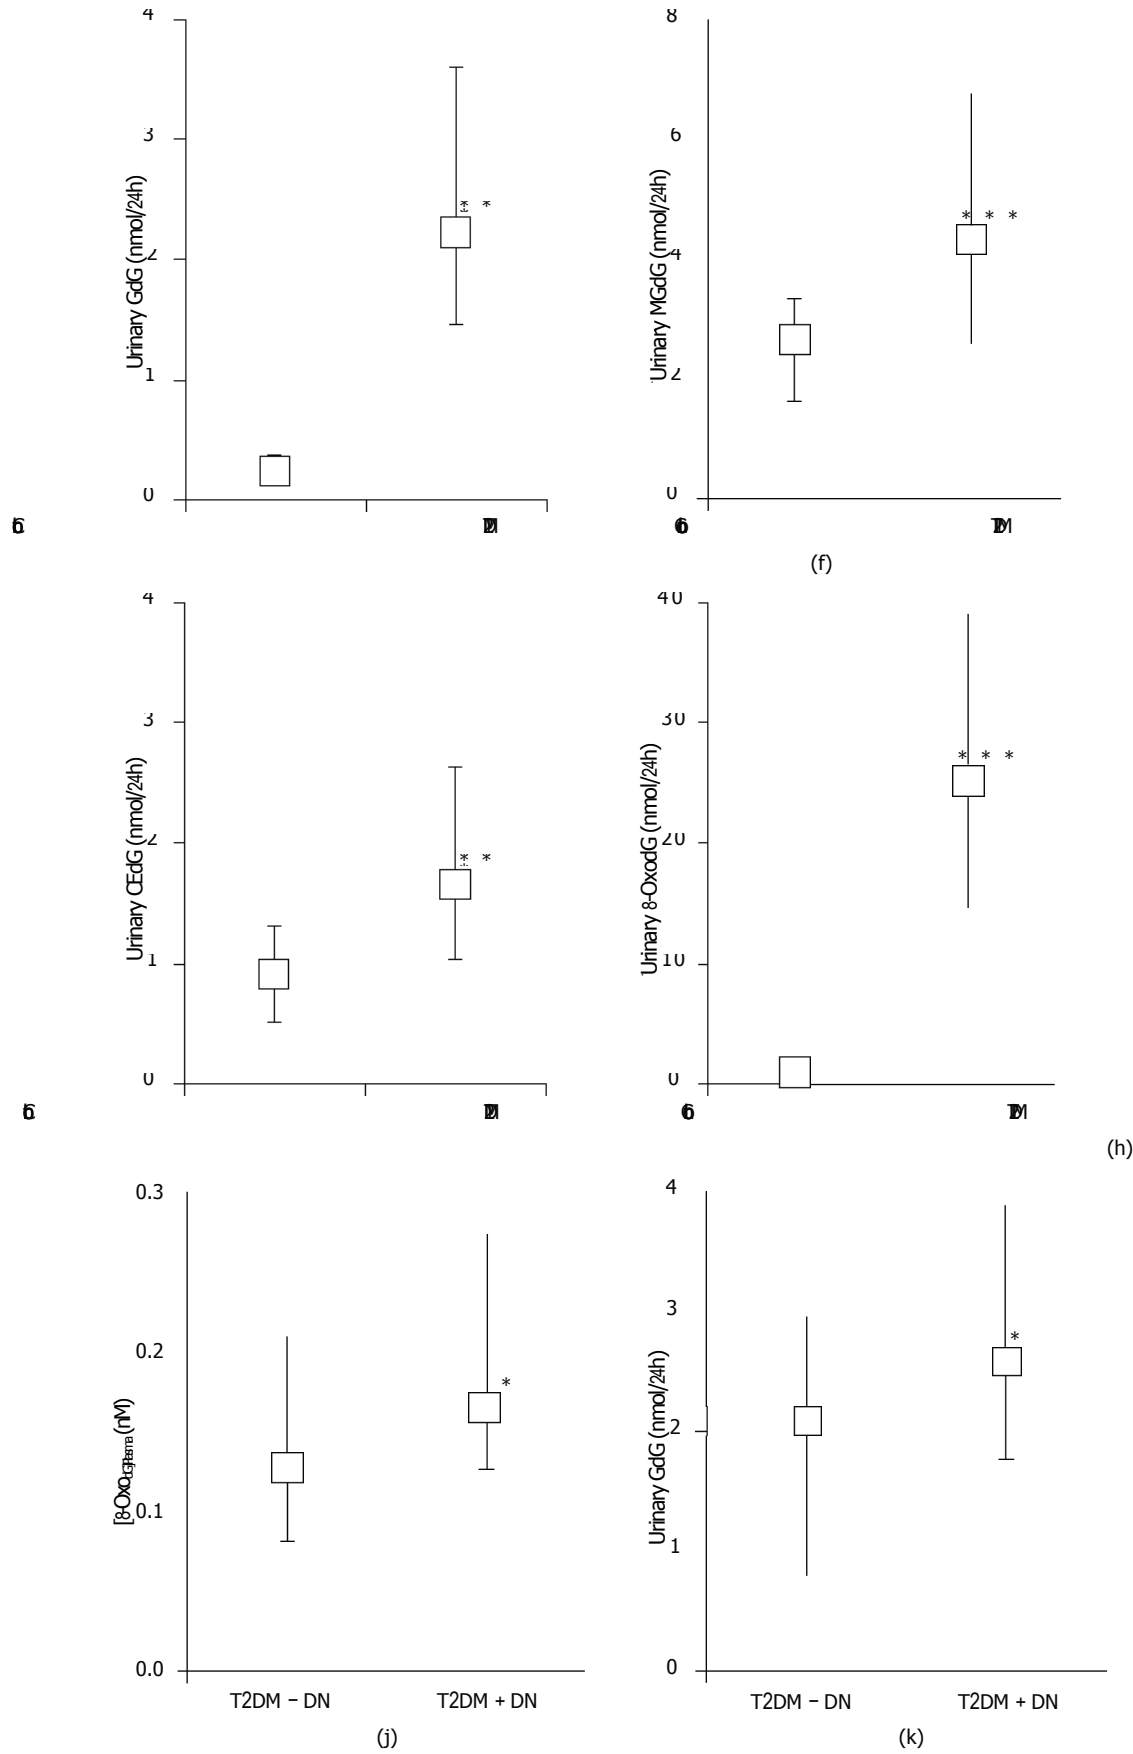 4
3
2
1
0
Urinary GdG (nmol/24h)
* *
8
6
4
2
0
Urinary MGdG (nmol/24h)
* * *
(f)
4
3
2
1
0
Urinary CEdG (nmol/24h)
* *
40
30
20
10
0
Urinary 8-OxodG (nmol/24h)
* * *
(h)
0.3
0.2
0.1
0.0
(nM)
*
T2DM − DN
T2DM + DN
(j)
4
3
2
1
0
Urinary GdG (nmol/24h)
*
T2DM − DN
T2DM + DN
(k)